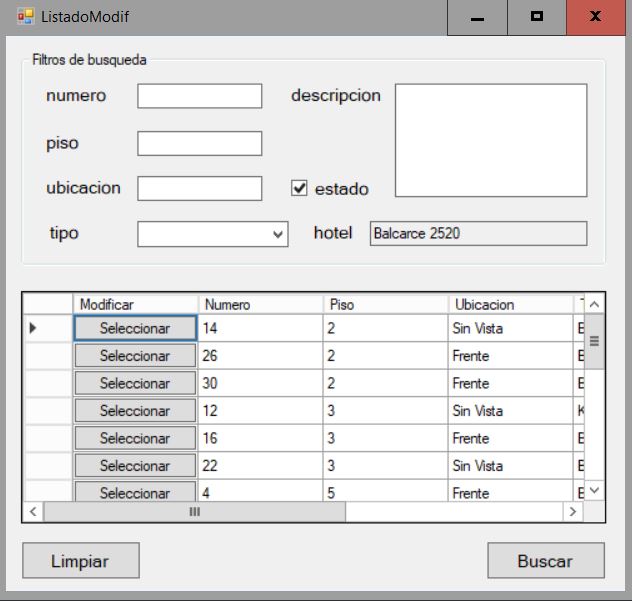 ListadoModif
Filtros de busqueda
numero
descripcion
piso
ubicacion
estado
tipo
hotel Balcarce 2520
Modificar Numero Piso Ubicacion
Seleccionar 14 2 Sin Vista
Seleccionar 26 2 Frente
Seleccionar 30 2 Frente
Seleccionar 12 3 Sin Vista
Seleccionar 16 3 Frente
Seleccionar 22 3 Sin Vista
Seleccionar 4 5 Frente
Limpiar Buscar